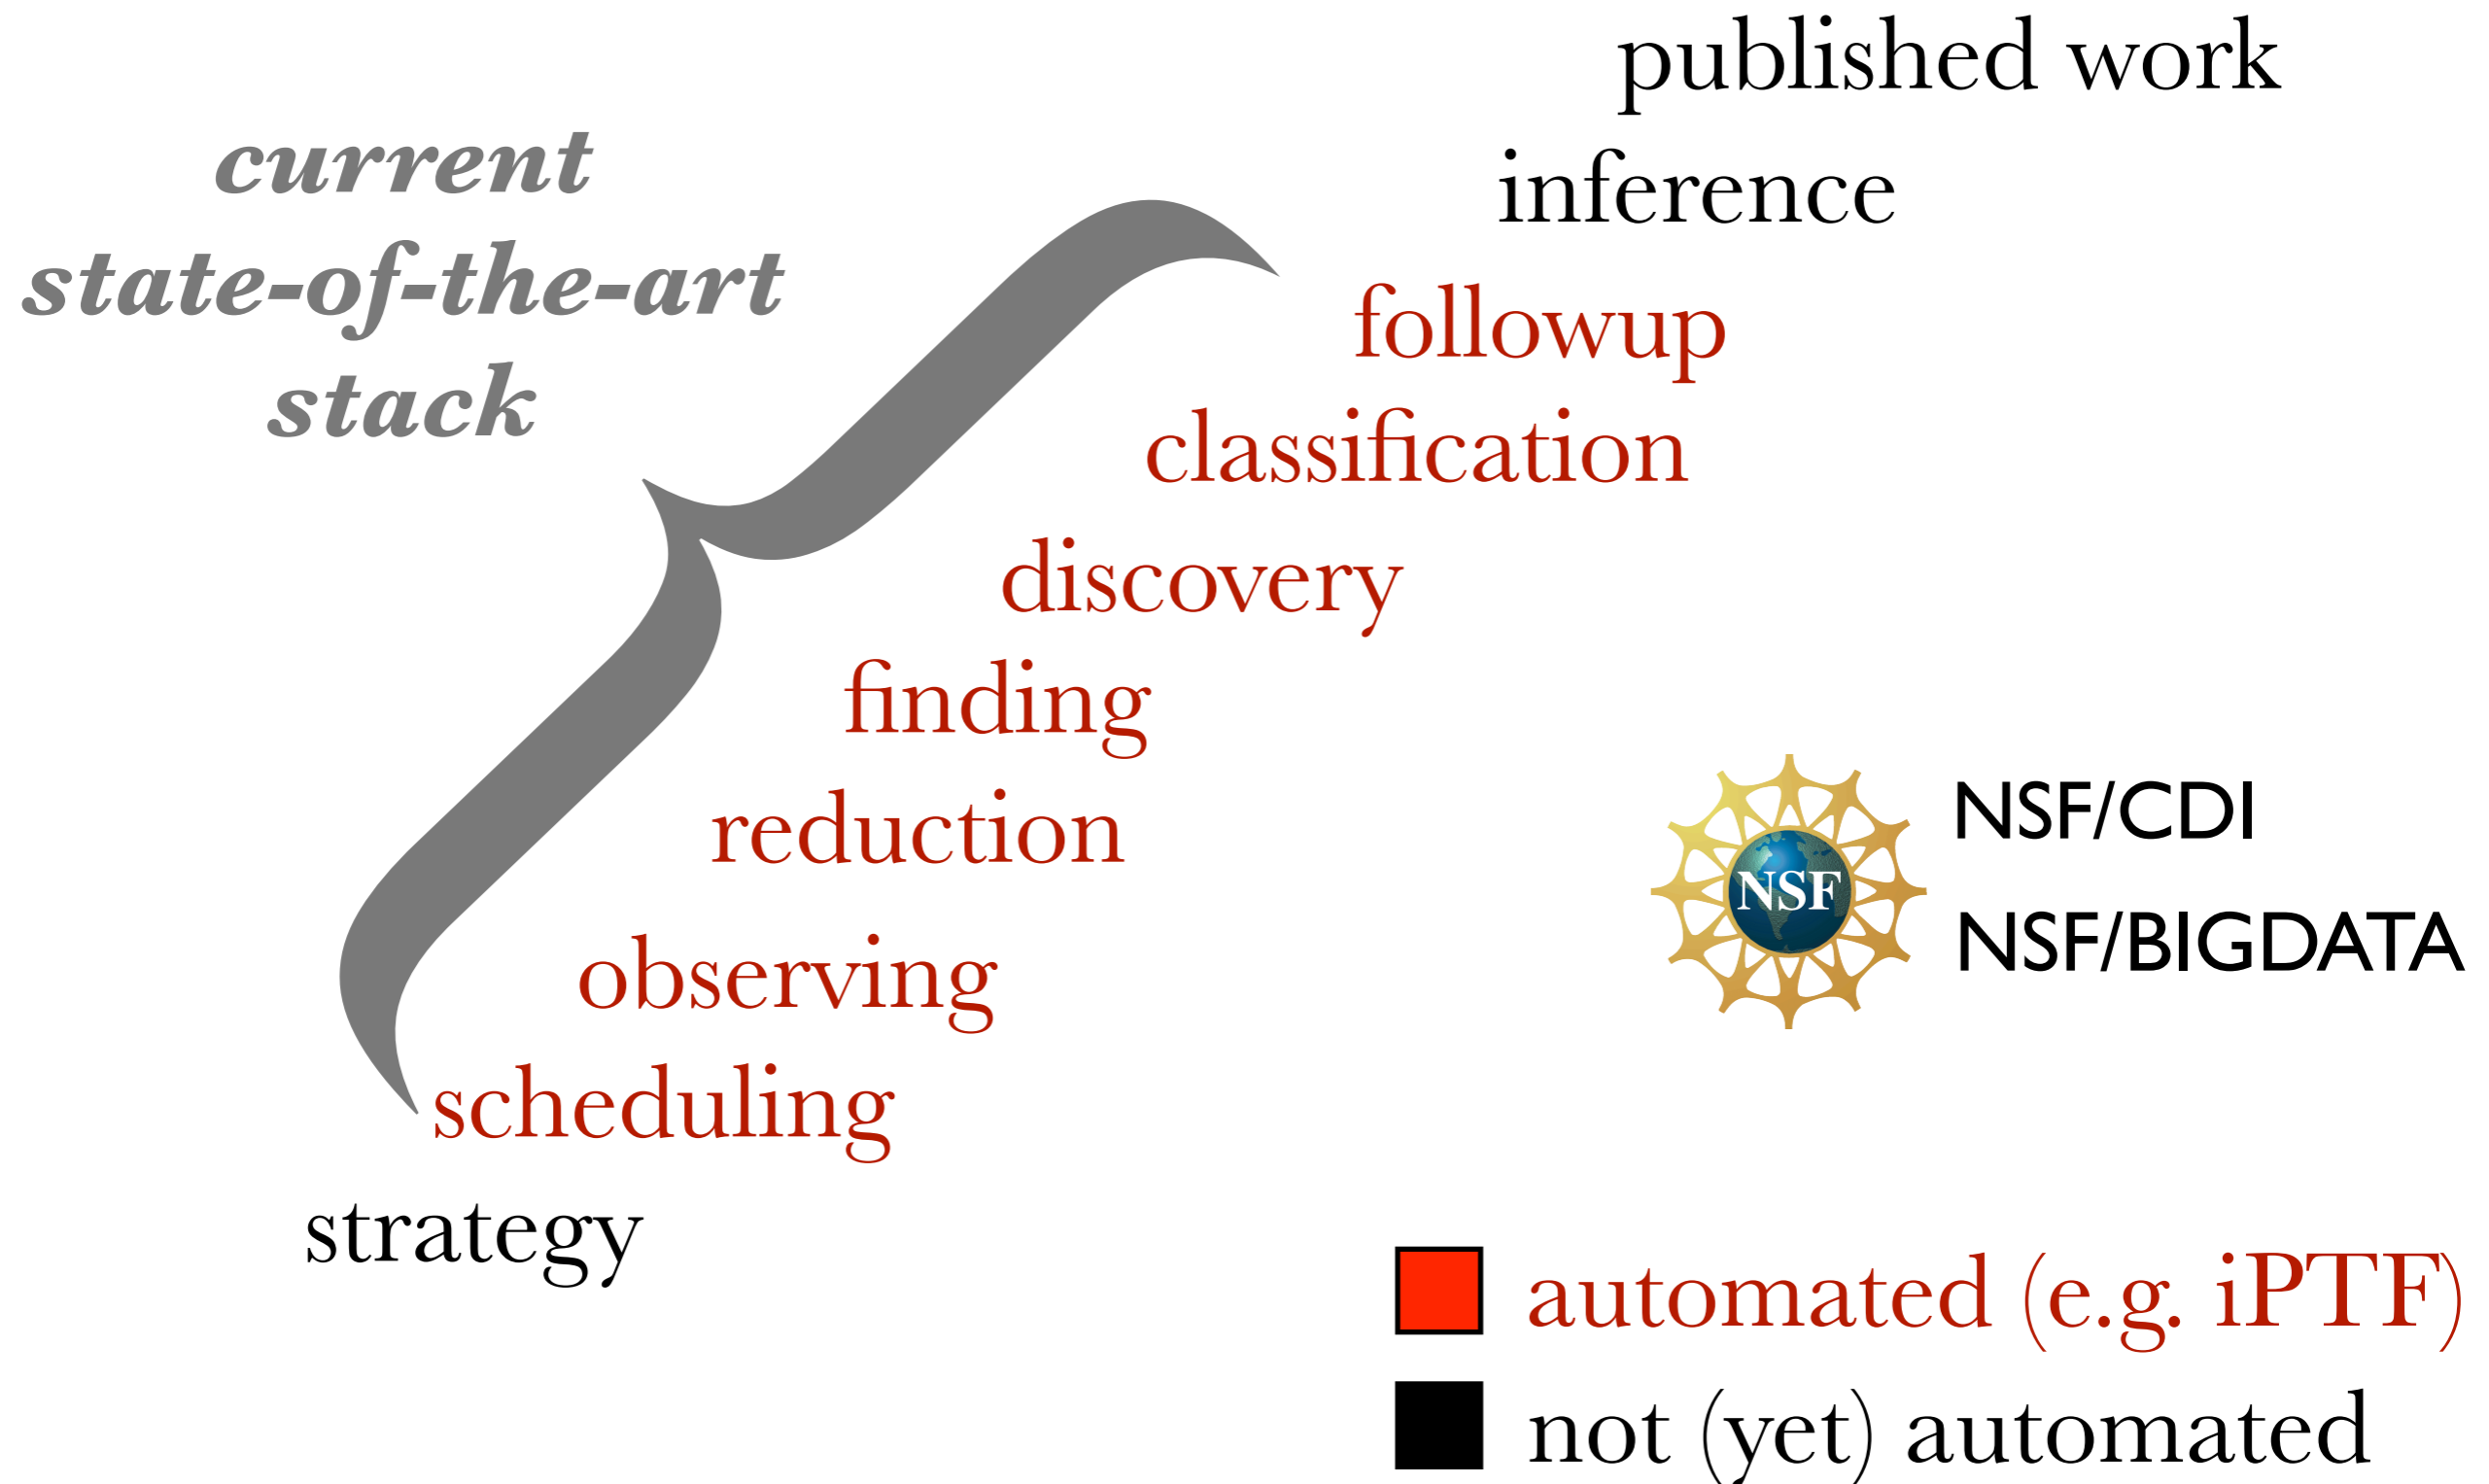 published work
current
inference
state-of-the-art
followup
stack
classification
discovery
finding
reduction
NSF/CDI
NSF
NSF/BIGDATA
observing
scheduling
strategy
automated (e.g. iPTF)
not (yet) automated